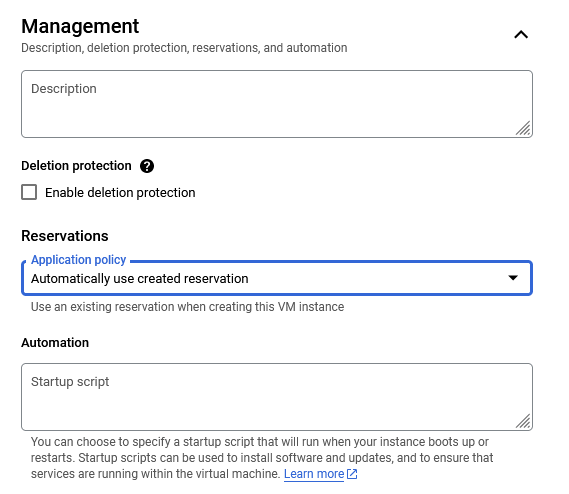 Management
Description, deletion protection, reservations, and automation
Description
Deletion protection
Enable deletion protection
Reservations
Application policy
Automatically use created reservation
Use an existing reservation when creating this VM instance
Automation
Startup script
You can choose to specify a startup script that will run when your instance boots up or
restarts. Startup scripts can be used to install software and updates, and to ensure that
services are running within the virtual machine. Learn more